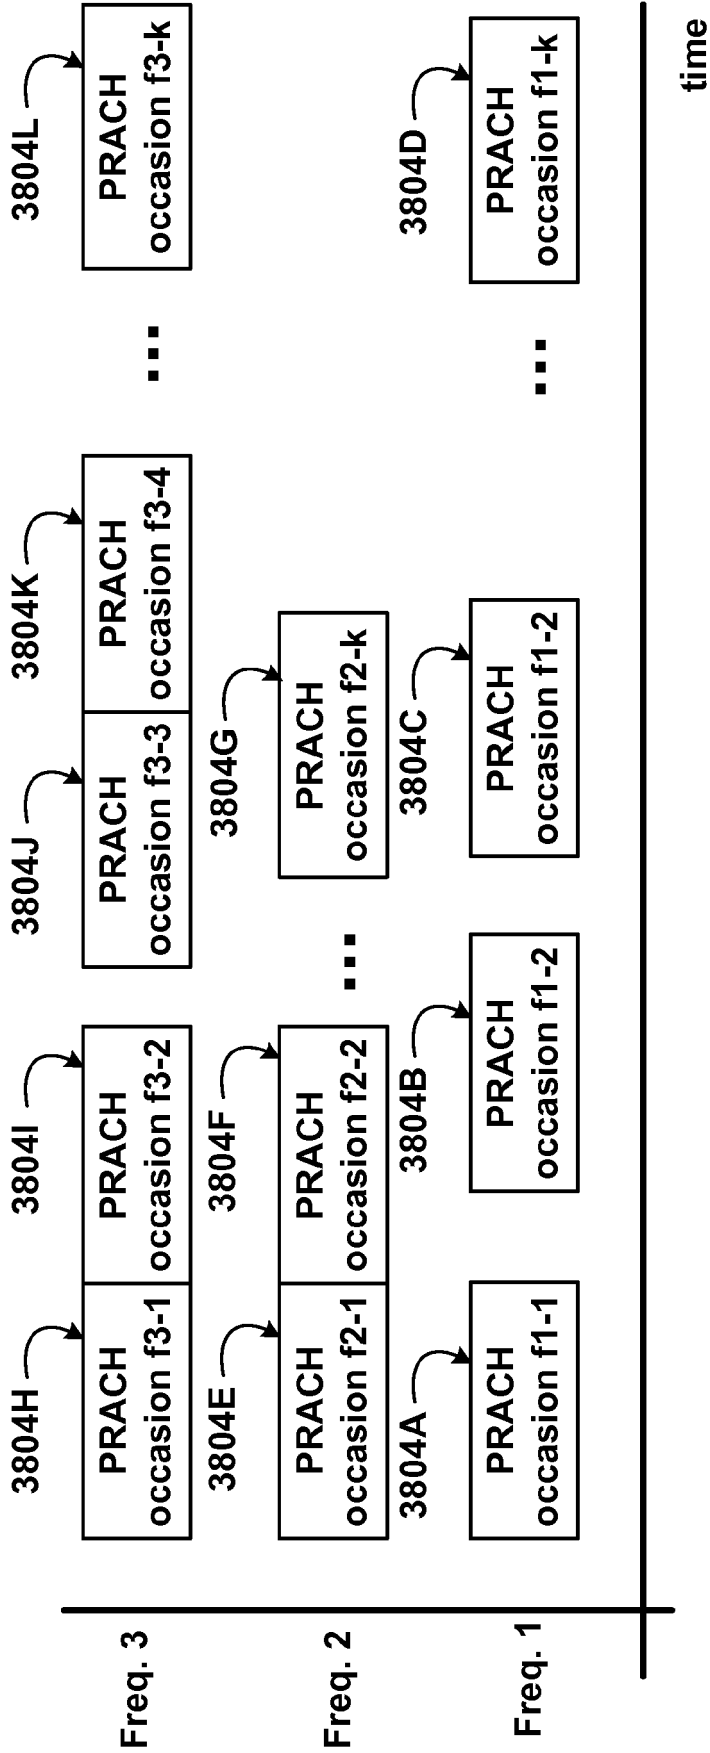 3804H
3804I
3804J
3804K
3804L
Freq. 3
PRACH
occasion f3-1
PRACH
occasion f3-2
PRACH
occasion f3-3
PRACH
occasion f3-4
...
PRACH
occasion f3-k
3804E
3804F
3804G
Freq. 2
PRACH
occasion f2-1
PRACH
occasion f2-2
...
PRACH
occasion f2-k
3804A
3804B
3804C
3804D
Freq. 1
PRACH
occasion f1-1
PRACH
occasion f1-2
PRACH
occasion f1-2
...
PRACH
occasion f1-k
time